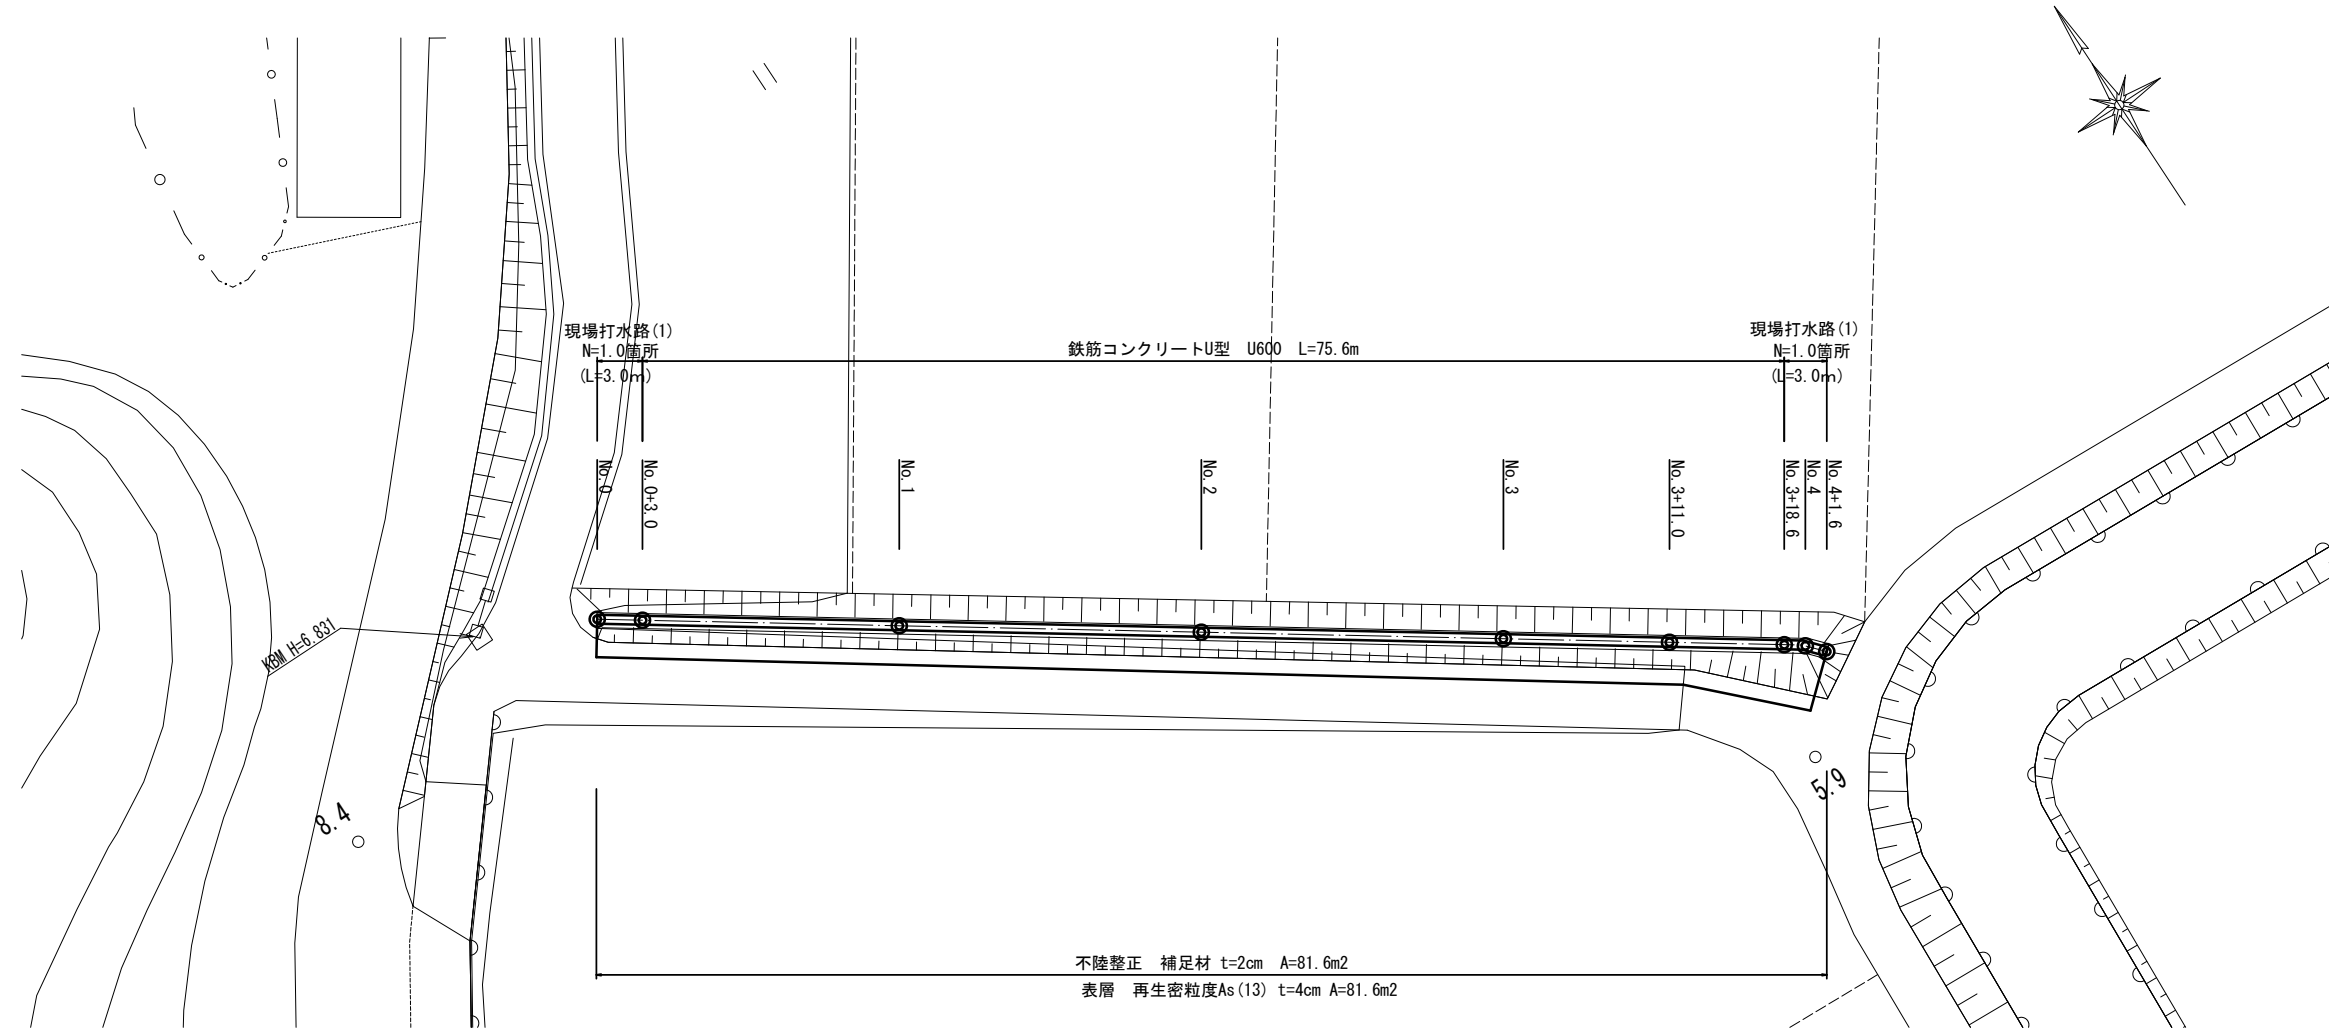 現場打水路(1)
N=1.0箇所
(L=3.0m)
鉄筋コンクリートU型 U600 L=75.6m
現場打水路(1)
N=1.0箇所
(L=3.0m)
No.0
No.0+3.0
No.1
No.2
No.3
No.3+11.0
No.3+18.6
No.4
No.4+1.6
KBM H=6.831
8.4
5.9
不陸整正 補足材 t=2cm A=81.6m2
表層 再生密粒度As(13) t=4cm A=81.6m2